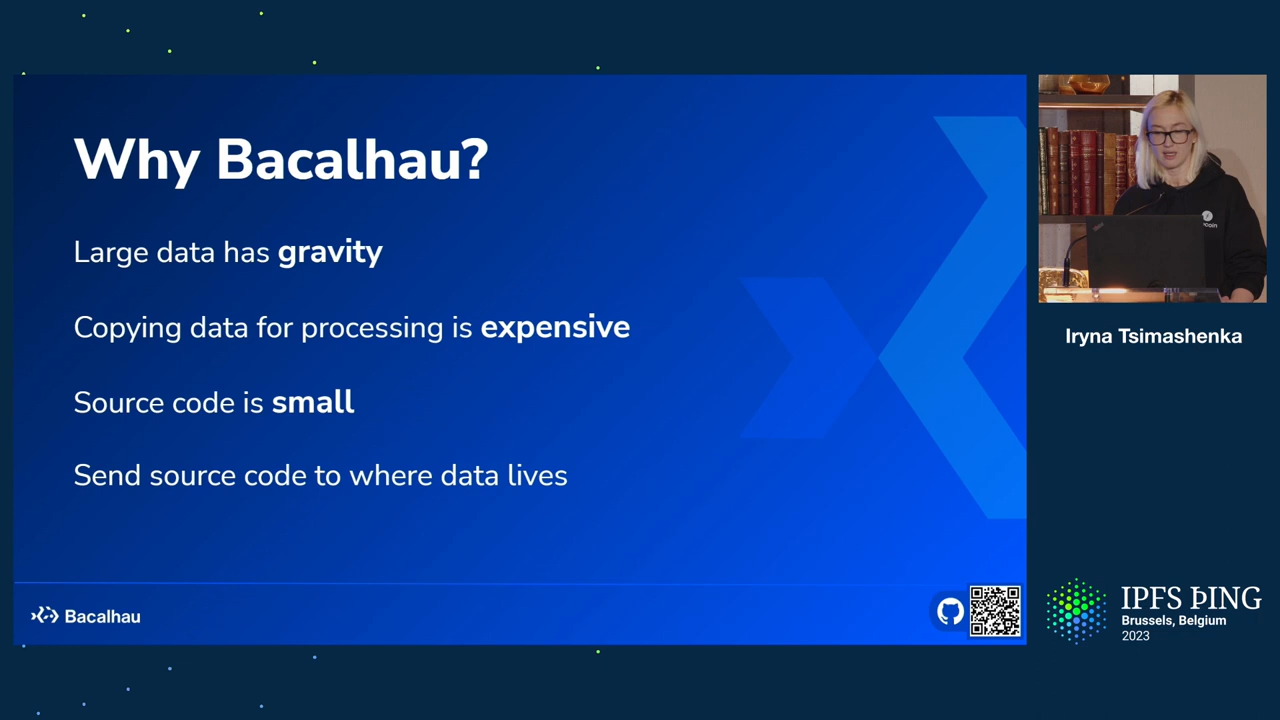 Why Bacalhau?
Large data has gravity
Copying data for processing is expensive
Source code is small
Send source code to where data lives
Bacalhau
Iryna Tsimashenka
IPFS ÞING
Brussels, Belgium
2023